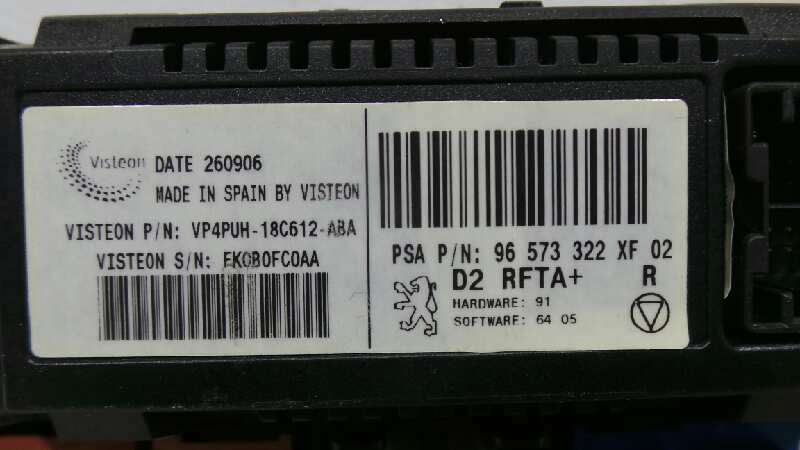 Visteon
DATE 260906
MADE IN SPAIN BY VISTEON
VISTEON P/N: VP4PUH-18C612-ABA
VISTEON S/N: FK0B0FC0AA
PSA P/N: 96 573 322 XF 02
D2 RFTA+ R
HARDWARE: 91
SOFTWARE: 64 05